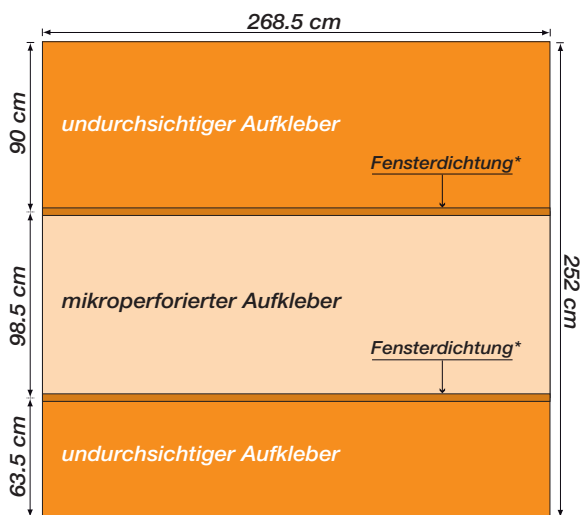 268.5 cm
90 cm
undurchsichtiger Aufkleber
Fensterdichtung*
98.5 cm
mikroperforierter Aufkleber
252 cm
Fensterdichtung*
63.5 cm
undurchsichtiger Aufkleber